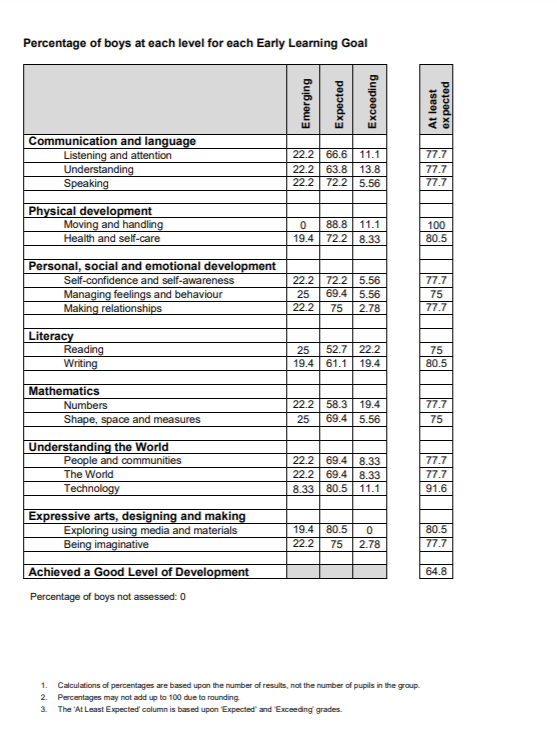 Percentage of boys at each level for each Early Learning Goal
Emerging Expected Exceeding At least expected
Communication and language
Listening and attention 22.2 66.6 11.1 77.7
Understanding 22.2 63.8 13.8 77.7
Speaking 22.2 72.2 5.56 77.7
Physical development
Moving and handling 0 88.8 11.1 100
Health and self-care 19.4 72.2 8.33 80.5
Personal, social and emotional development
Self-confidence and self-awareness 22.2 72.2 5.56 77.7
Managing feelings and behaviour 25 69.4 5.56 75
Making relationships 22.2 75 2.78 77.7
Literacy
Reading 25 52.7 22.2 75
Writing 19.4 61.1 19.4 80.5
Mathematics
Numbers 22.2 58.3 19.4 77.7
Shape, space and measures 25 69.4 5.56 75
Understanding the World
People and communities 22.2 69.4 8.33 77.7
The World 22.2 69.4 8.33 77.7
Technology 8.33 80.5 11.1 91.6
Expressive arts, designing and making
Exploring using media and materials 19.4 80.5 0 80.5
Being imaginative 22.2 75 2.78 77.7
Achieved a Good Level of Development 64.8
Percentage of boys not assessed: 0
1. Calculations of percentages are based upon the number of results, not the number of pupils in the group.
2. Percentages may not add up to 100 due to rounding.
3. The 'At Least Expected' column is based upon 'Expected' and 'Exceeding' grades.